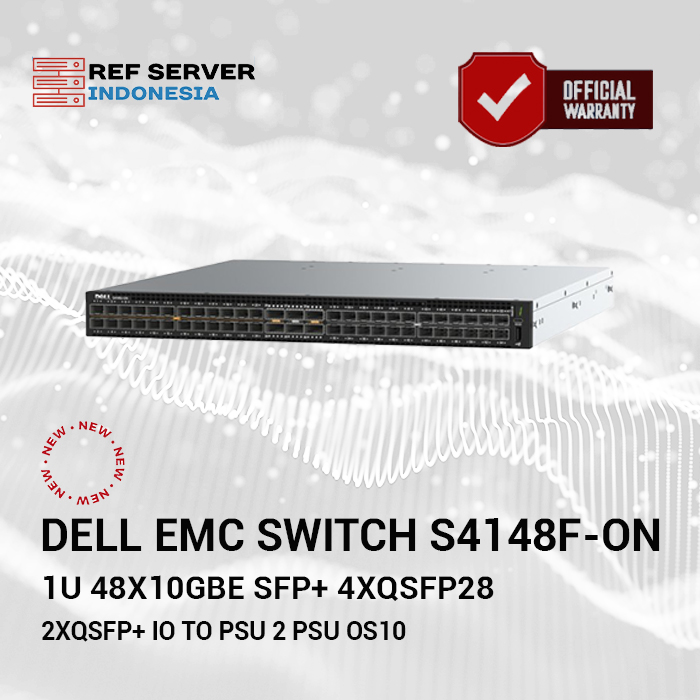 REF SERVER
INDONESIA
OFFICIAL
WARRANTY
DELL
NEW • NEW • NEW • NEW • NEW •
DELL EMC SWITCH S4148F-ON
1U 48X10GBE SFP+ 4XQSFP28
2XQSFP+ IO TO PSU 2 PSU OS10